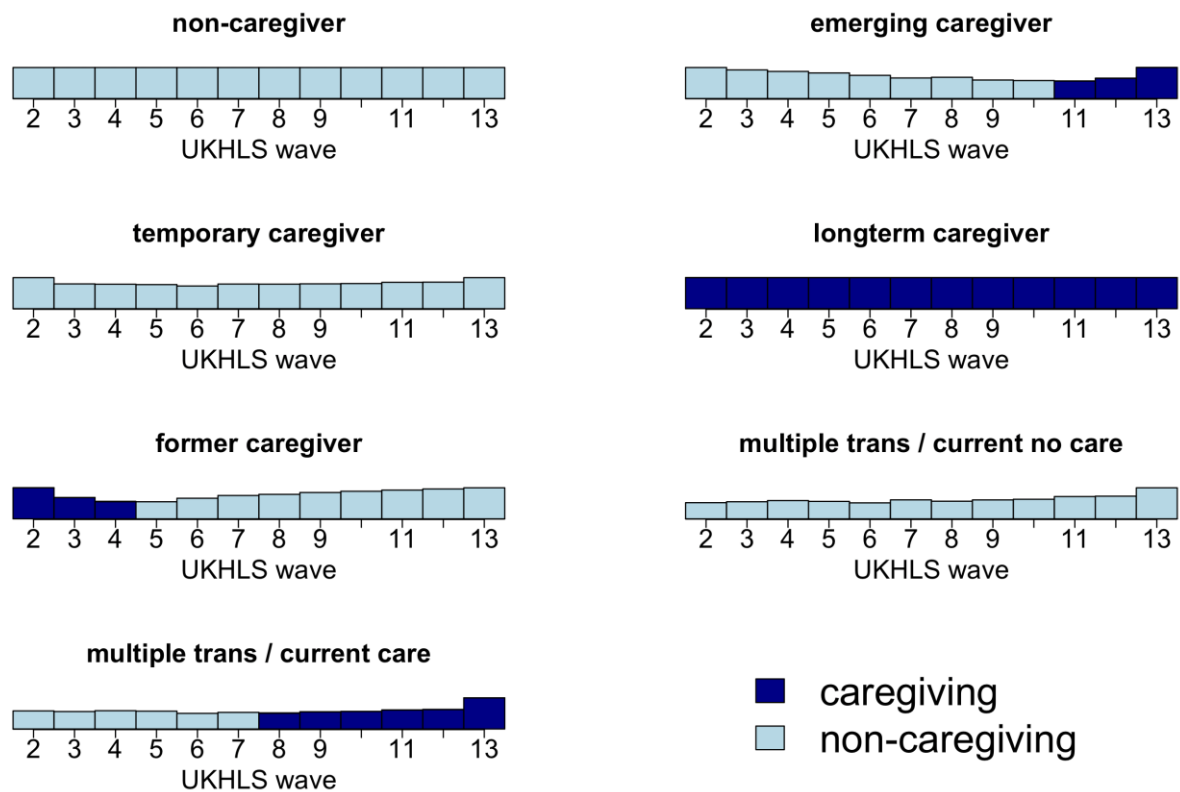 non-caregiver
2 3 4 5 6 7 8 9 11 13
UKHLS wave
emerging caregiver
2 3 4 5 6 7 8 9 11 13
UKHLS wave
temporary caregiver
2 3 4 5 6 7 8 9 11 13
UKHLS wave
longterm caregiver
2 3 4 5 6 7 8 9 11 13
UKHLS wave
former caregiver
2 3 4 5 6 7 8 9 11 13
UKHLS wave
multiple trans / current no care
2 3 4 5 6 7 8 9 11 13
UKHLS wave
multiple trans / current care
2 3 4 5 6 7 8 9 11 13
UKHLS wave
caregiving
non-caregiving